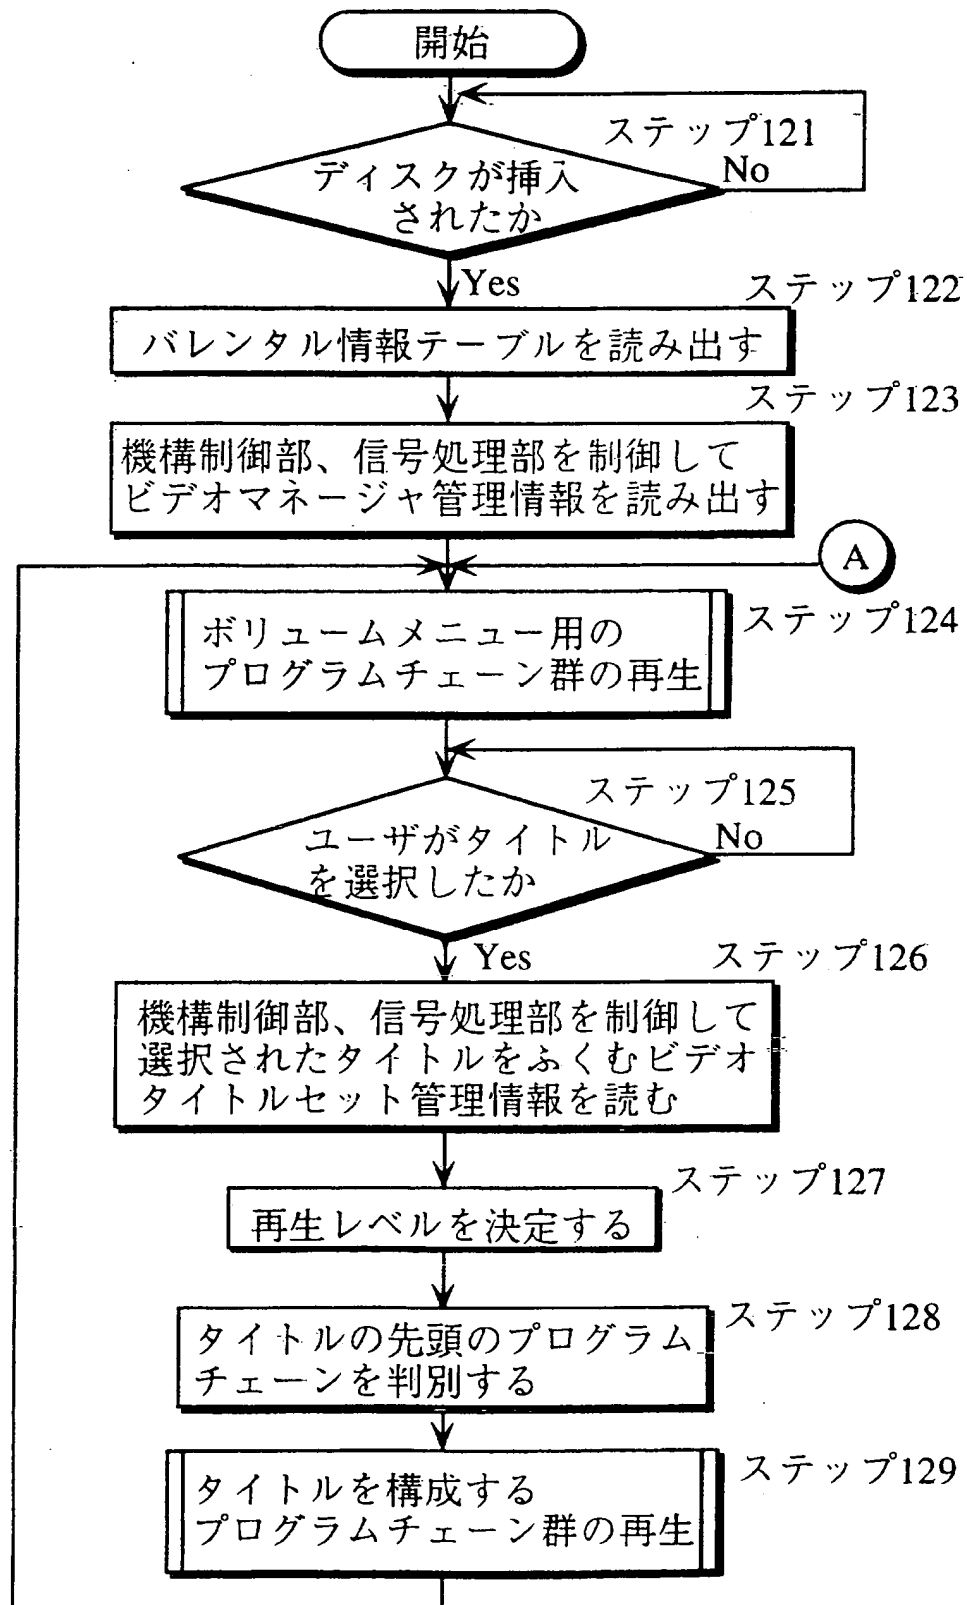 開始
ステップ121
No
ディスクが挿入
されたか
Yes
ステップ122
バレンタル情報テーブルを読み出す
ステップ123
機構制御部、信号処理部を制御して
ビデオマネージャ管理情報を読み出す
A
ステップ124
ボリュームメニュー用の
プログラムチェーン群の再生
ステップ125
No
ユーザがタイトル
を選択したか
Yes
ステップ126
機構制御部、信号処理部を制御して
選択されたタイトルをふくむビデオ
タイトルセット管理情報を読む
ステップ127
再生レベルを決定する
ステップ128
タイトルの先頭のプログラム
チェーンを判別する
ステップ129
タイトルを構成する
プログラムチェーン群の再生